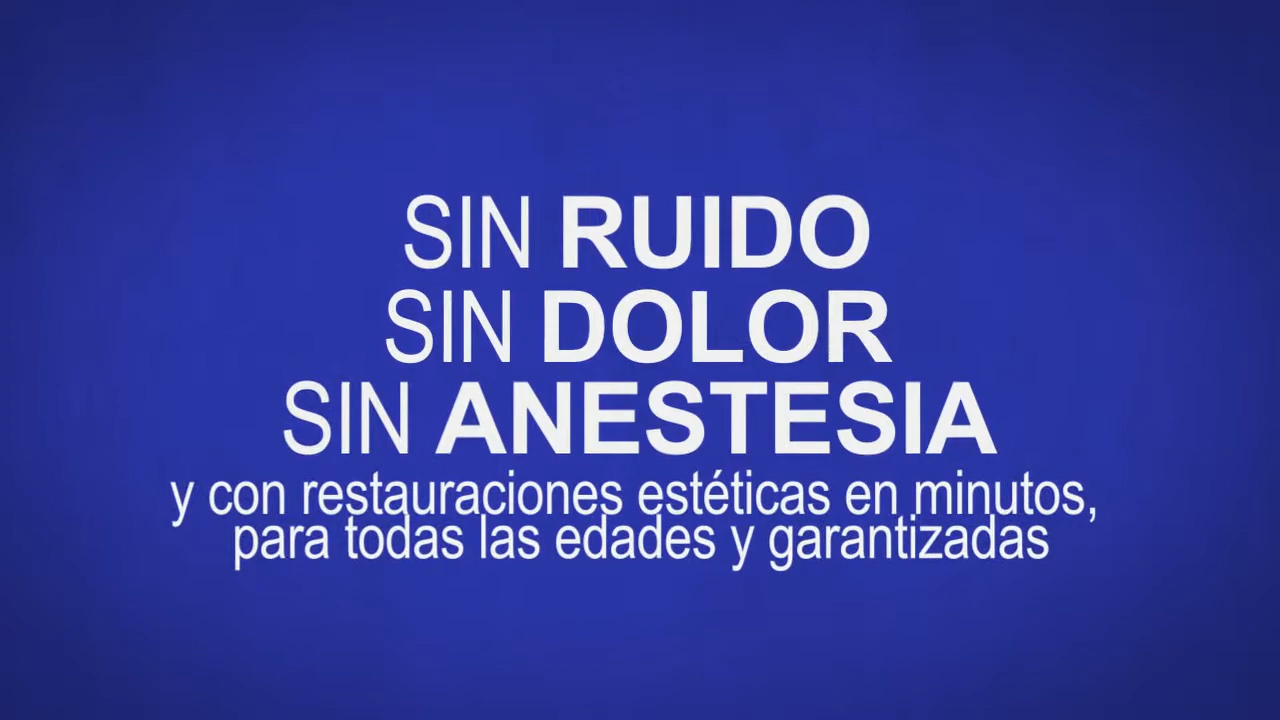 SIN RUIDO
SIN DOLOR
SIN ANESTESIA
y con restauraciones estéticas en minutos,
para todas las edades y garantizadas